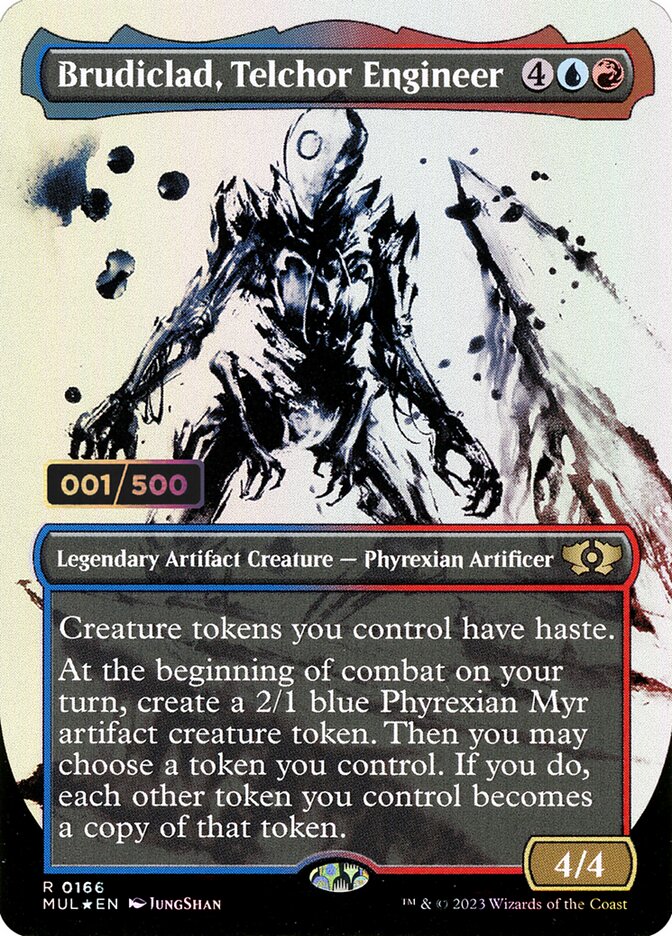 Brudiclad, Telchor Engineer 4
001/500
Legendary Artifact Creature — Phyrexian Artificer
Creature tokens you control have haste.
At the beginning of combat on your
turn, create a 2/1 blue Phyrexian Myr
artifact creature token. Then you may
choose a token you control. If you do,
each other token you control becomes
a copy of that token.
4/4
R 0166
MUL★EN JungShan
™ & © 2023 Wizards of the Coast